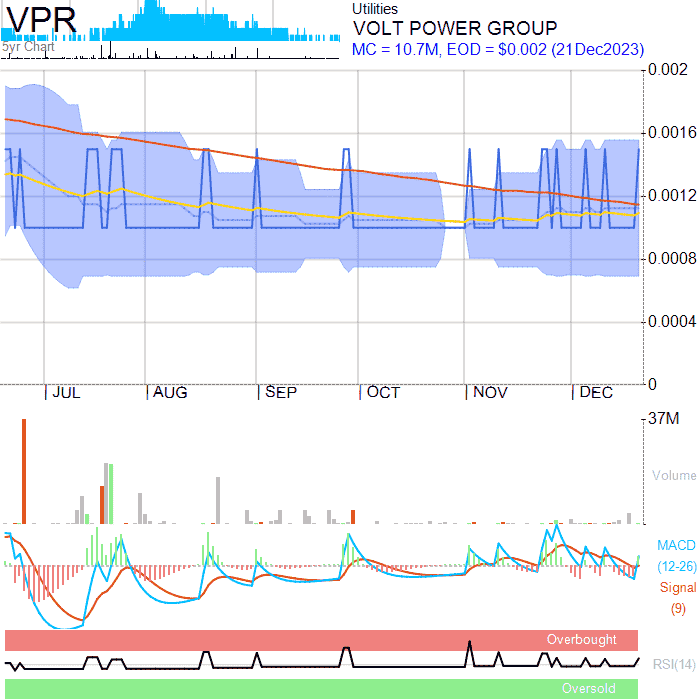 VPR
5yr Chart
Utilities
VOLT POWER GROUP
MC = 10.7M, EOD = $0.002 (21Dec2023)
0.002
0.0016
0.0012
0.0008
0.0004
0
JUL AUG SEP OCT NOV DEC
37M
Volume
MACD
(12-26)
Signal
(9)
Overbought
RSI(14)
Oversold